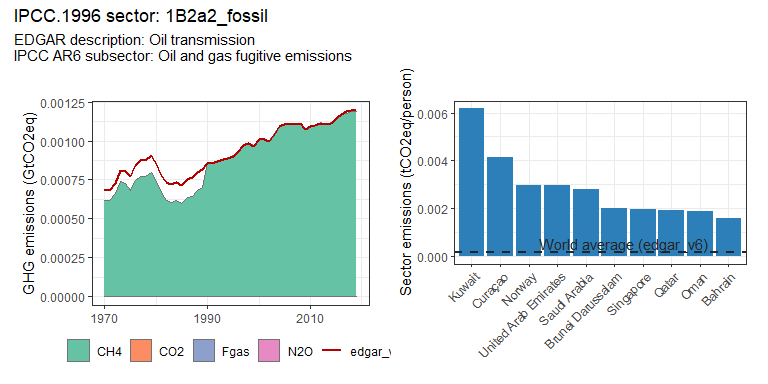 IPCC.1996 sector: 1B2a2_fossil
EDGAR description: Oil transmission
IPCC AR6 subsector: Oil and gas fugitive emissions
GHG emissions (GtCO2eq)
0.00125
0.00100
0.00075
0.00050
0.00025
0.00000
1970
1990
2010
CH4
CO2
Fgas
N2O
edgar_v
Sector emissions (tCO2eq/person)
0.006
0.004
0.002
0.000
World average (edgar_v6)
Kuwait
Curaçao
Norway
United Arab Emirates
Saudi Arabia
Brunei Darussalam
Singapore
Qatar
Oman
Bahrain